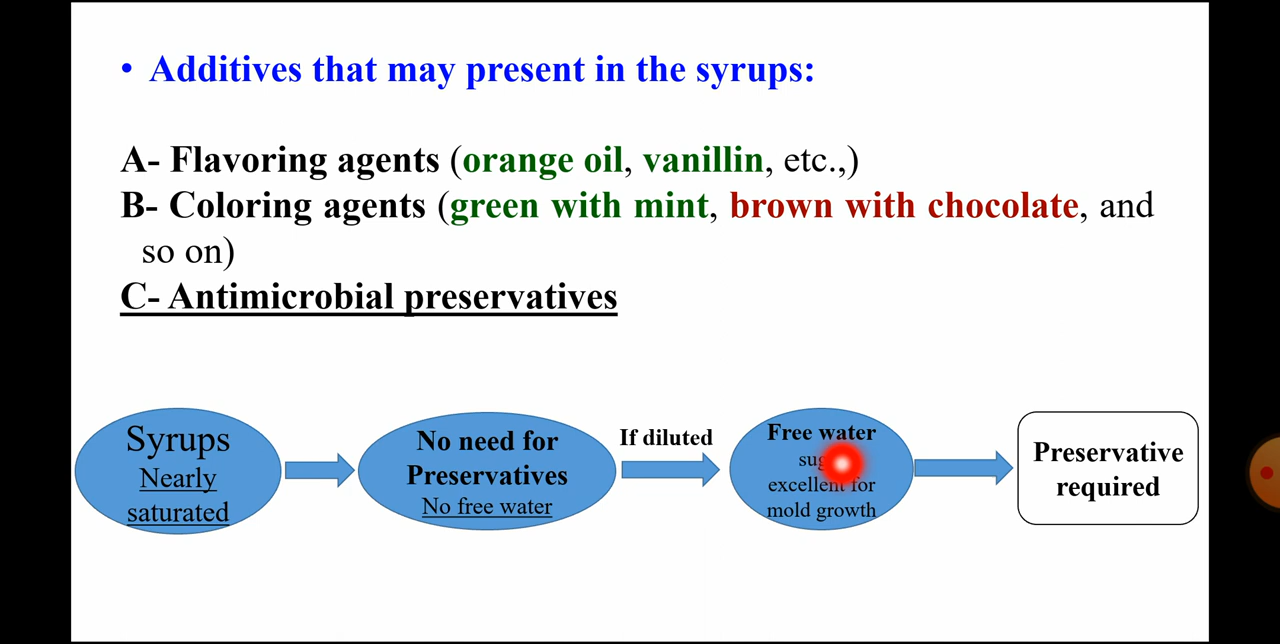 • Additives that may present in the syrups:
A- Flavoring agents (orange oil, vanillin, etc.,)
B- Coloring agents (green with mint, brown with chocolate, and
so on)
C- Antimicrobial preservatives
Syrups
Nearly
saturated
No need for
Preservatives
No free water
If diluted
Free water
excellent for
mold growth
Preservative
required